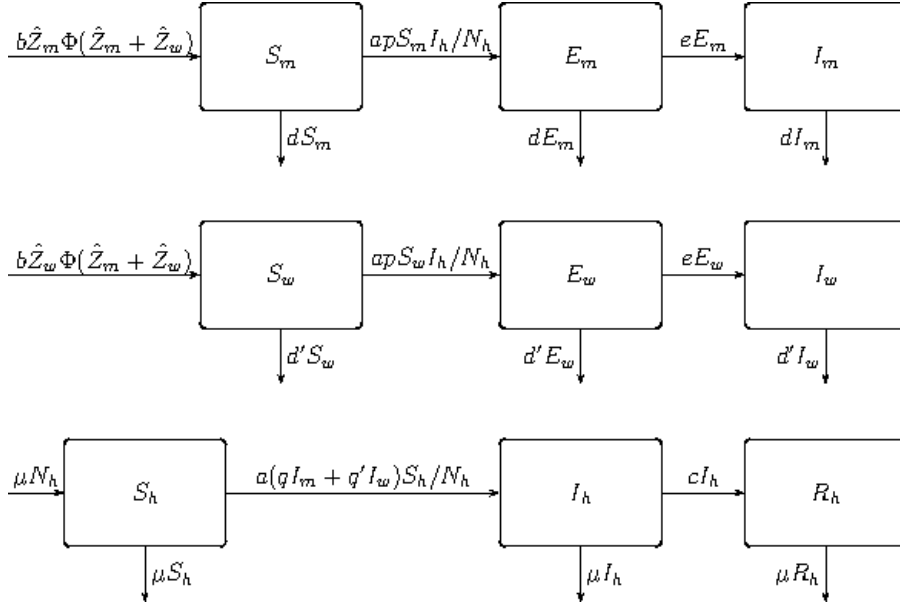 bẐ_mΦ(Ẑ_m + Ẑ_w) S_m apS_mI_h/N_h E_m eE_m I_m
dS_m dE_m dI_m
bẐ_wΦ(Ẑ_m + Ẑ_w) S_w apS_wI_h/N_h E_w eE_w I_w
d′S_w d′E_w d′I_w
μN_h S_h a(qI_m + q′I_w)S_h/N_h I_h cI_h R_h
μS_h μI_h μR_h